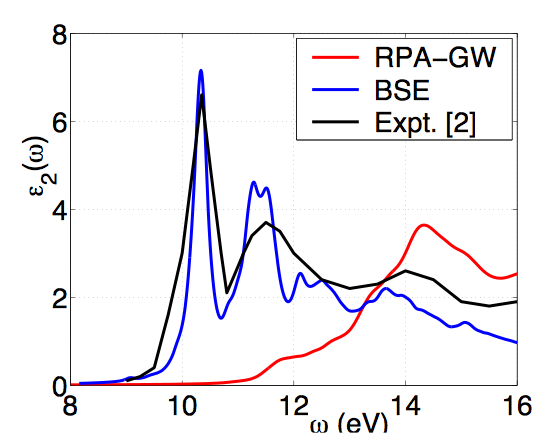 8
6
4
2
0
ε₂(ω)
RPA-GW
BSE
Expt. [2]
8 10 12 14 16
ω (eV)